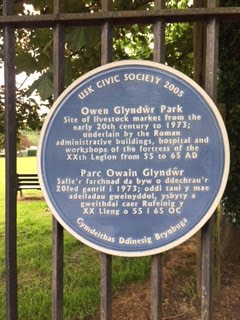 USK CIVIC SOCIETY 2005
Owen Glyndŵr Park
Site of livestock market from the
early 20th century to 1973;
underlain by the Roman
administrative buildings, hospital and
workshops of the fortress of the
XXth Legion from 55 to 65 AD
Parc Owain Glyndŵr
Safle'r farchnad da byw o ddechrau'r
20fed ganrif i 1973; oddi tani y mae
adeiladau gweinyddol, ysbyty a
gweithdai caer Rufeinig y
XX Lleng o 55 i 65 OC
Cymdeithas Ddinesig Brynbuga